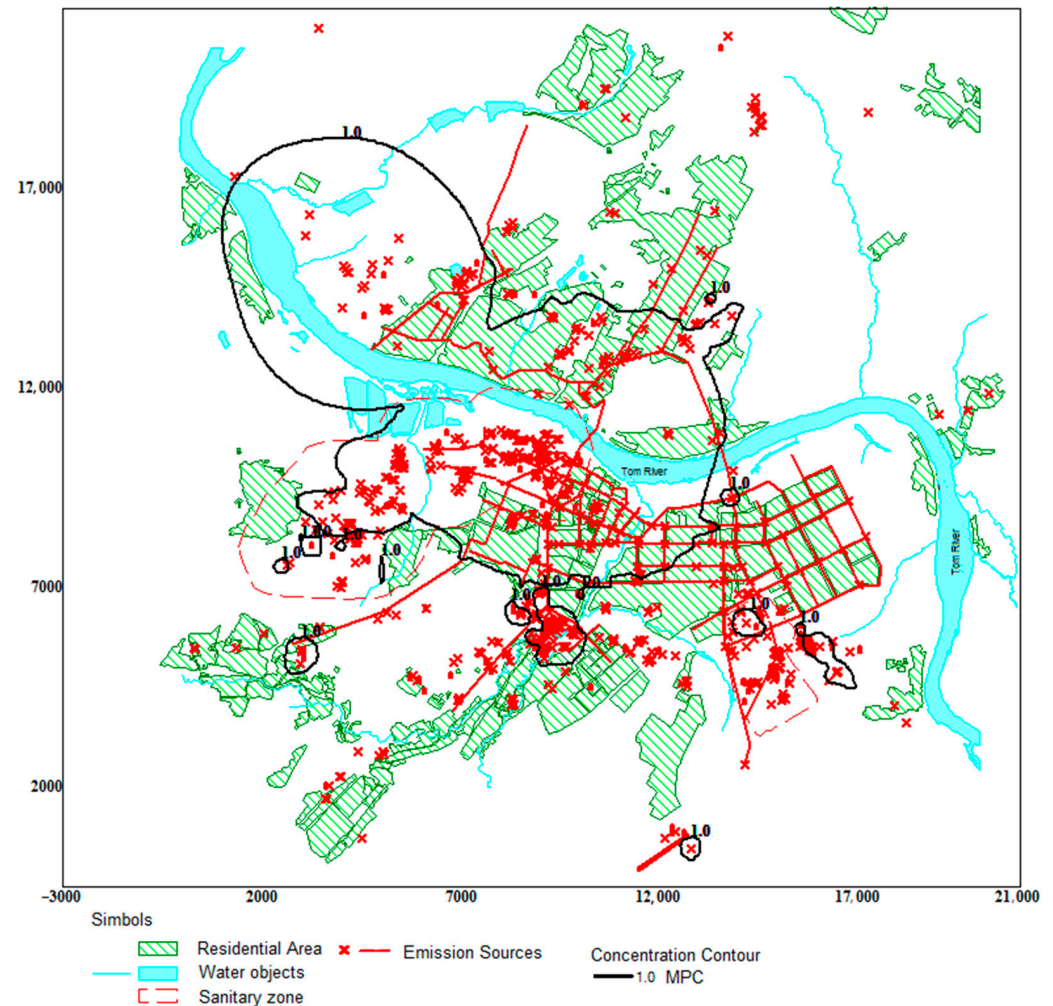 1.0
17,000
1.0
12,000
Tom River
1.0
1.0
1.0
1.0
Tom River
7000
1.0
1.0
1.0
1.0
1.0
1.0
2000
1.0
−3000
2000
7000
12,000
17,000
21,000
Simbols
Residential Area
Emission Sources
Concentration Contour
Water objects
1.0 MPC
Sanitary zone